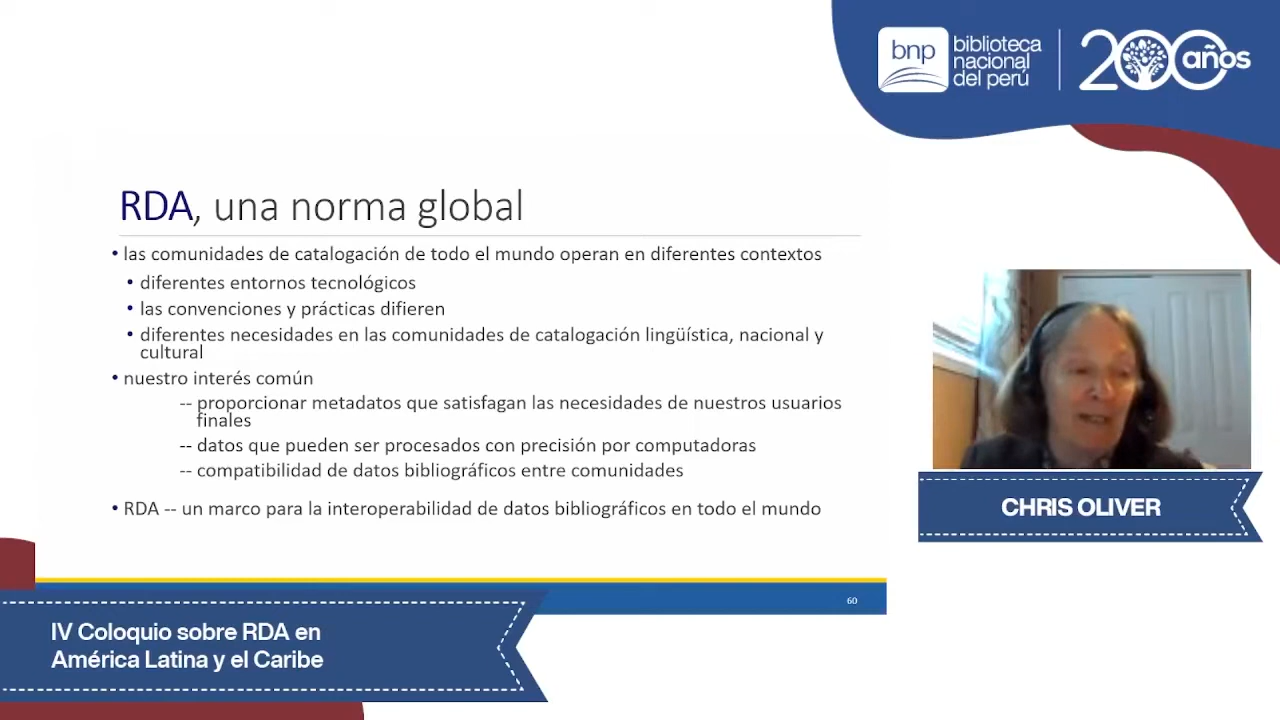 bnp
biblioteca
nacional
del perú
200 años
RDA, una norma global
• las comunidades de catalogación de todo el mundo operan en diferentes contextos
• diferentes entornos tecnológicos
• las convenciones y prácticas difieren
• diferentes necesidades en las comunidades de catalogación lingüística, nacional y
cultural
• nuestro interés común
-- proporcionar metadatos que satisfagan las necesidades de nuestros usuarios
finales
-- datos que pueden ser procesados con precisión por computadoras
-- compatibilidad de datos bibliográficos entre comunidades
• RDA -- un marco para la interoperabilidad de datos bibliográficos en todo el mundo
60
CHRIS OLIVER
IV Coloquio sobre RDA en
América Latina y el Caribe